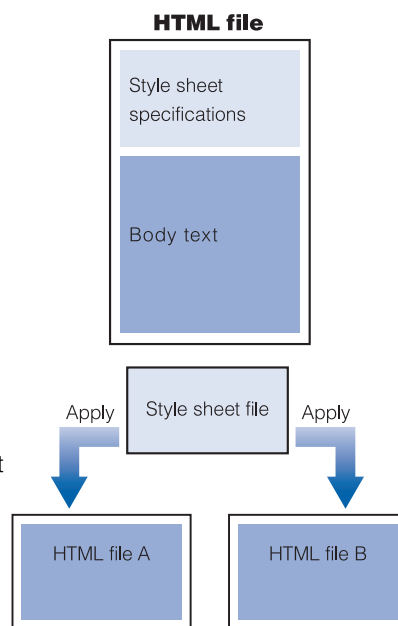 HTML file
Style sheet
specifications
Body text
Apply
Style sheet file
Apply
t
HTML file A
HTML file B